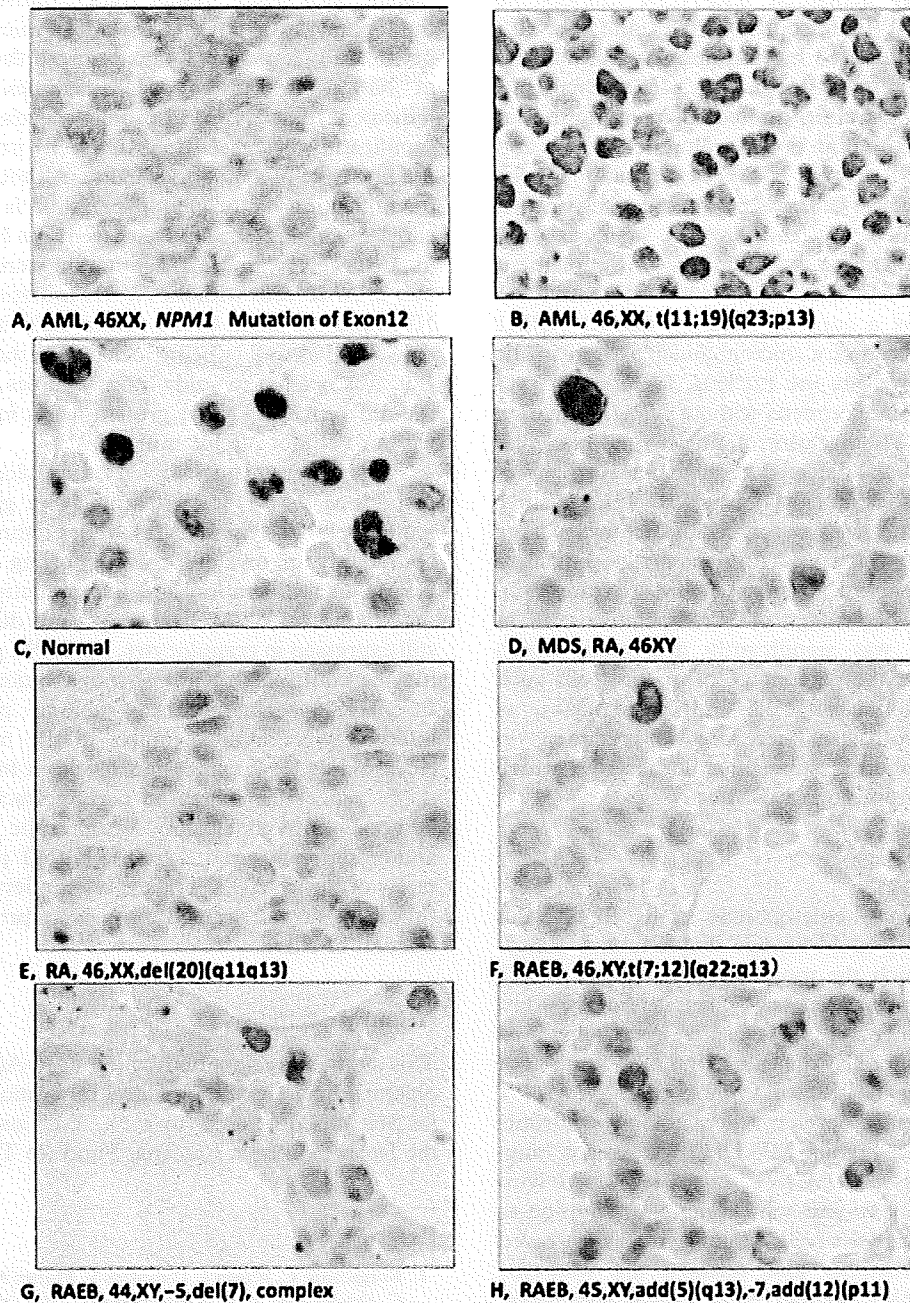 A, AML, 46XX, NPM1 Mutation of Exon12
B, AML, 46,XX, t(11;19)(q23;p13)
C, Normal
D, MDS, RA, 46XY
E, RA, 46,XX,del(20)(q11q13)
F, RAEB, 46,XY,t(7;12)(q22;q13)
G, RAEB, 44,XY,−5,del(7), complex
H, RAEB, 45,XY,add(5)(q13),-7,add(12)(p11)